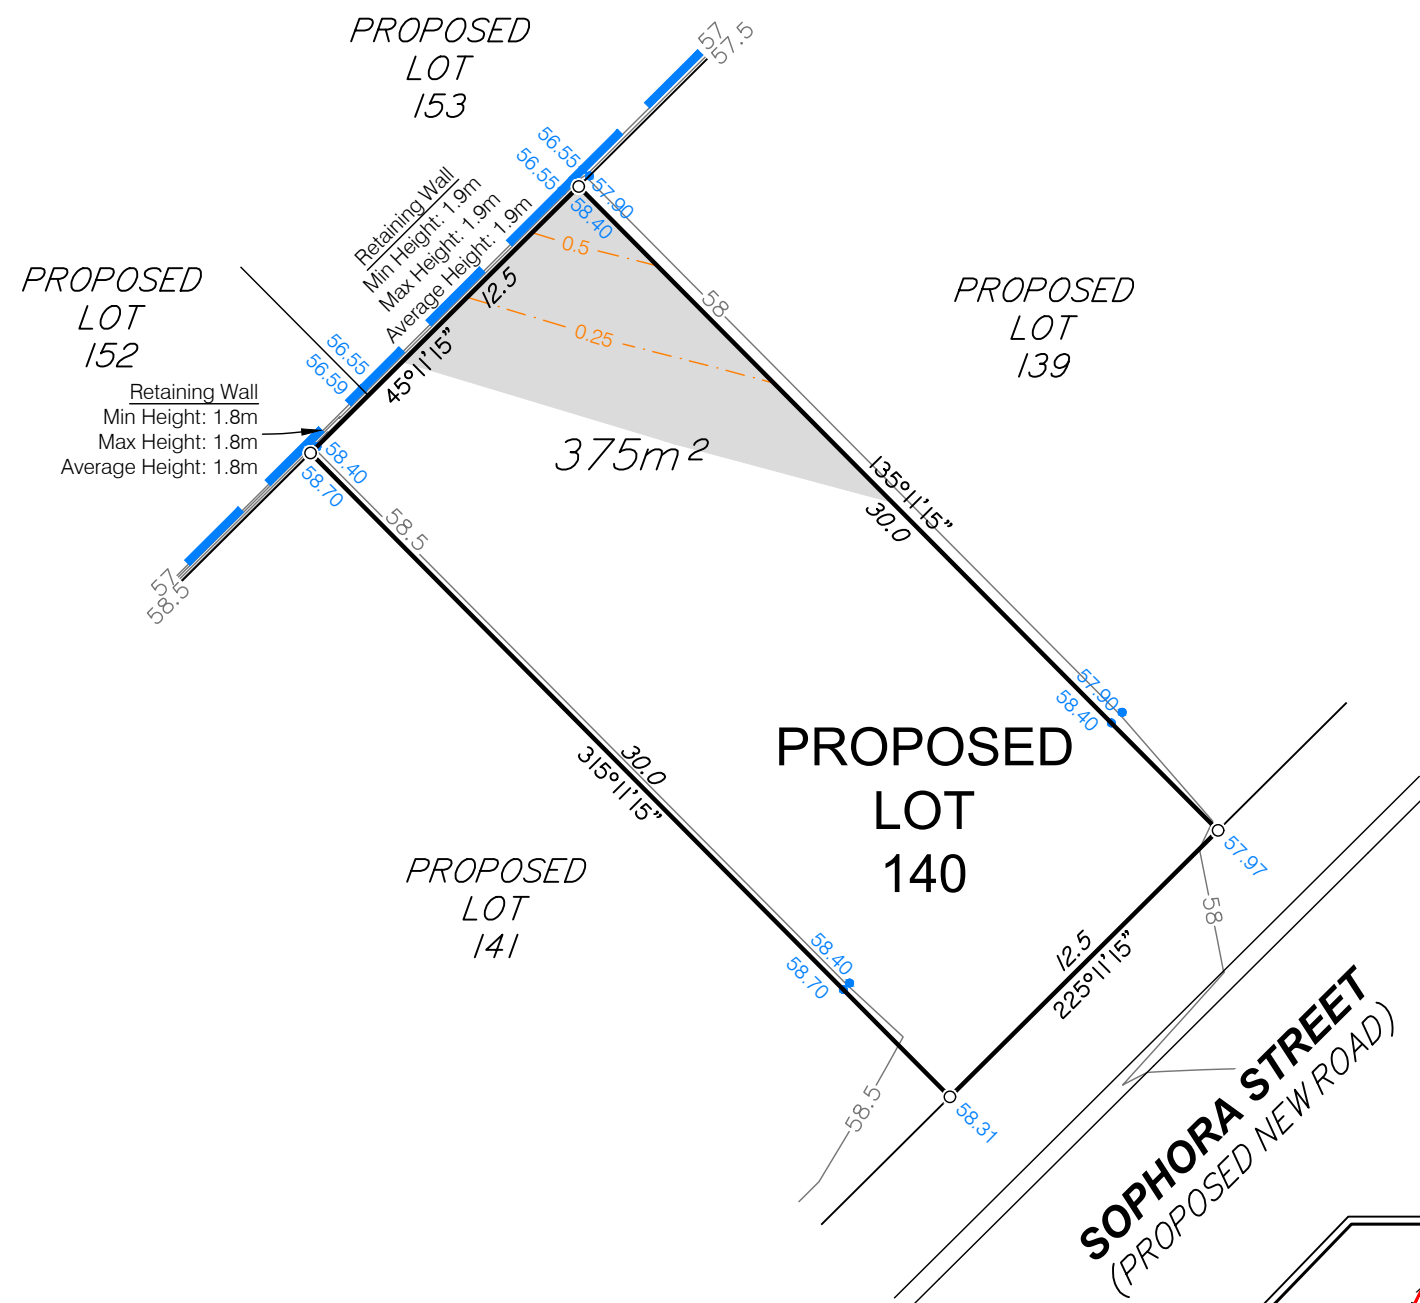 PROPOSED
LOT
153
57
57.5
56.55
56.55
57.90
58.40
Retaining Wall
Min Height: 1.9m
Max Height: 1.9m
Average Height: 1.9m
0.5
12.5
45°11'15"
0.25
58
PROPOSED
LOT
152
PROPOSED
LOT
139
56.55
56.59
Retaining Wall
Min Height: 1.8m
Max Height: 1.8m
Average Height: 1.8m
58.40
58.70
375m²
135°11'15"
30.0
58.5
57
58.5
57.90
58.40
30.0
315°11'15"
PROPOSED
LOT
140
57.97
PROPOSED
LOT
141
58
58.40
58.70
12.5
225°11'15"
58.5
58.31
SOPHORA STREET
(PROPOSED NEW ROAD)